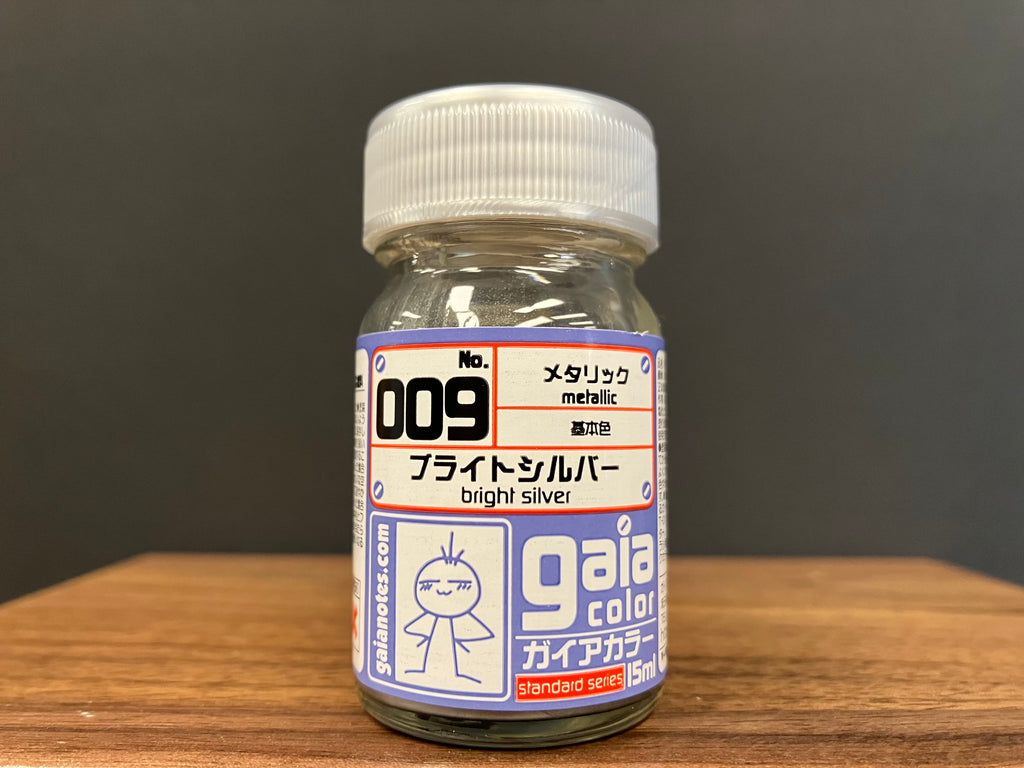 No.
009
メタリック
metallic
基本色
ブライトシルバー
bright silver
gaianotes.com
gaia
color
ガイアカラー
standard series
15ml